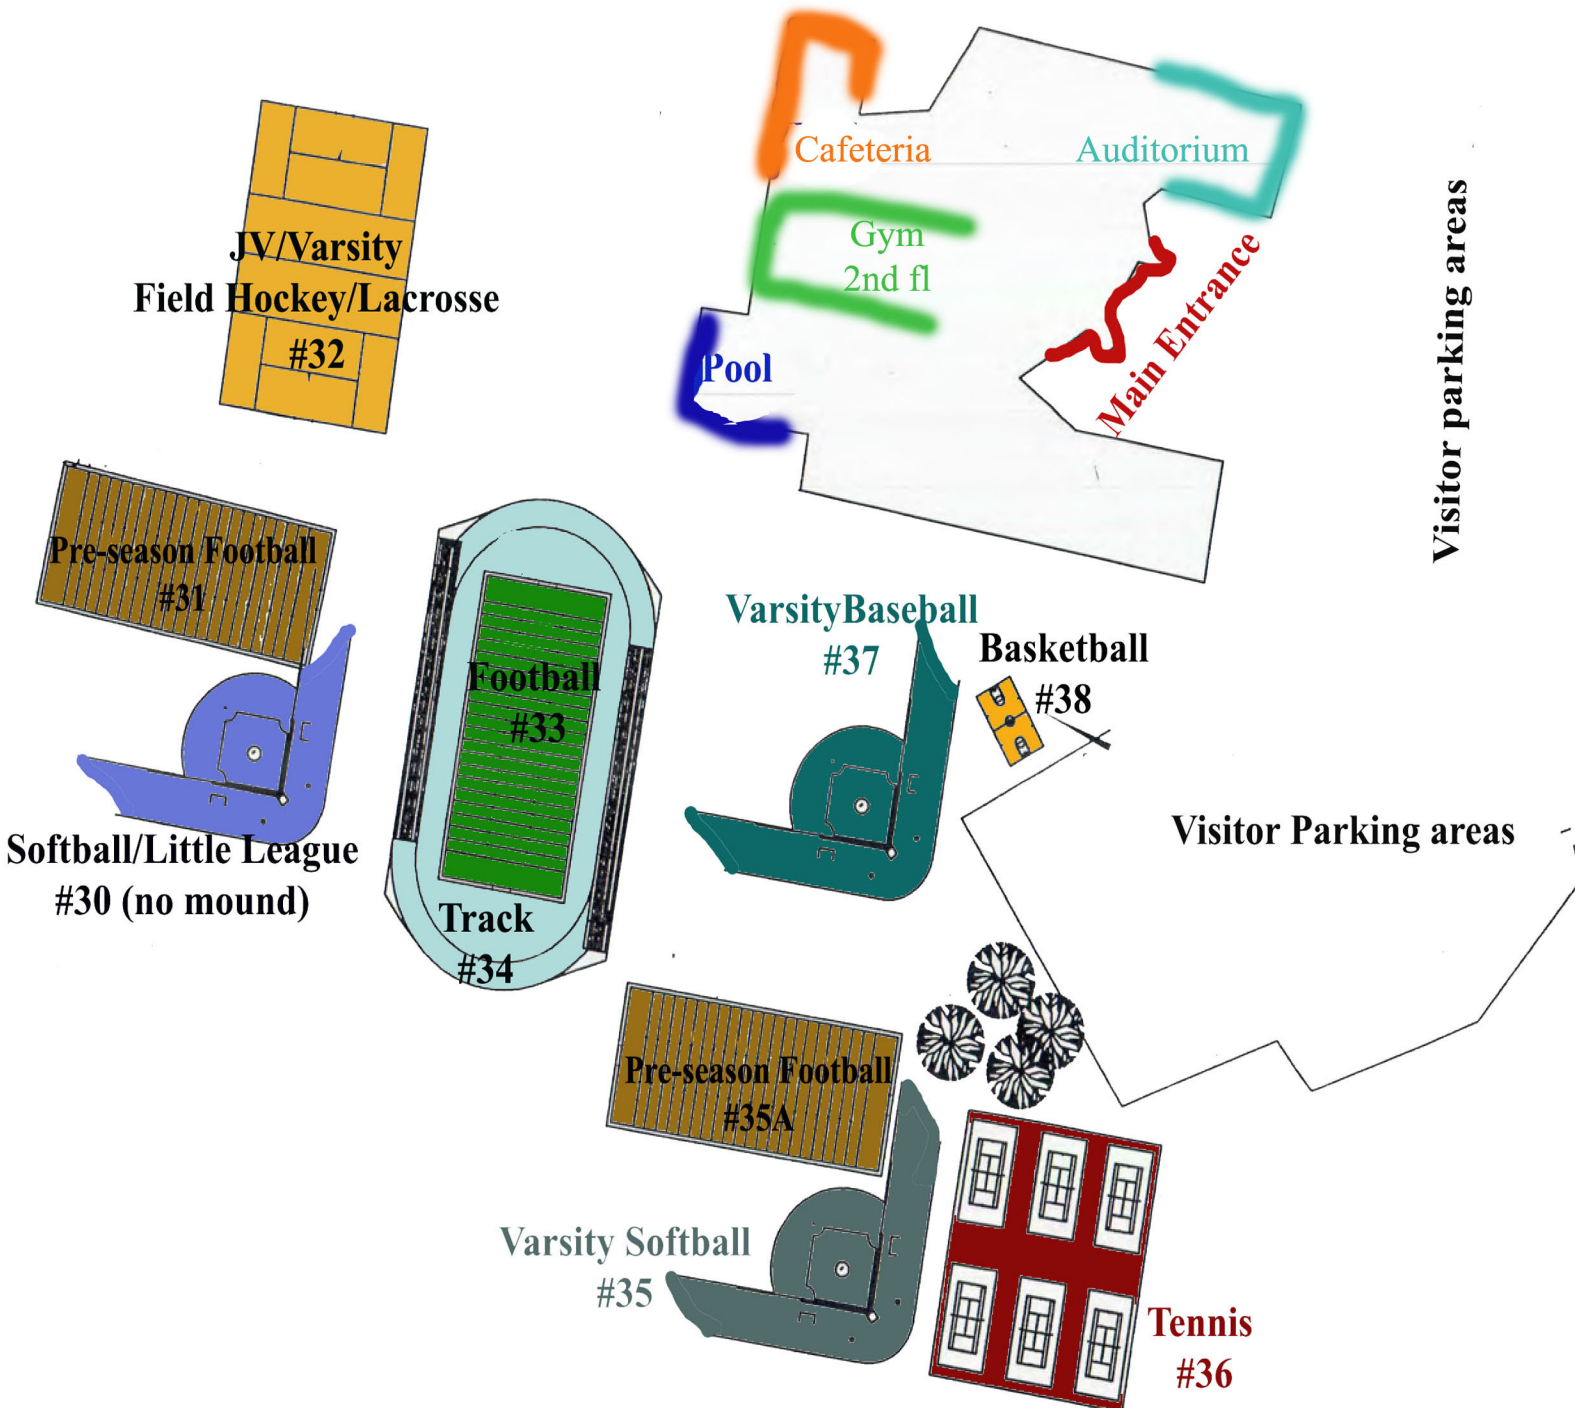 Cafeteria
Auditorium
Gym
2nd fl
Pool
Main Entrance
Visitor parking areas
JV/Varsity
Field Hockey/Lacrosse
#32
Pre-season Football
#31
Softball/Little League
#30 (no mound)
Football
#33
Track
#34
VarsityBaseball
#37
Basketball
#38
Visitor Parking areas
Pre-season Football
#35A
Varsity Softball
#35
Tennis
#36